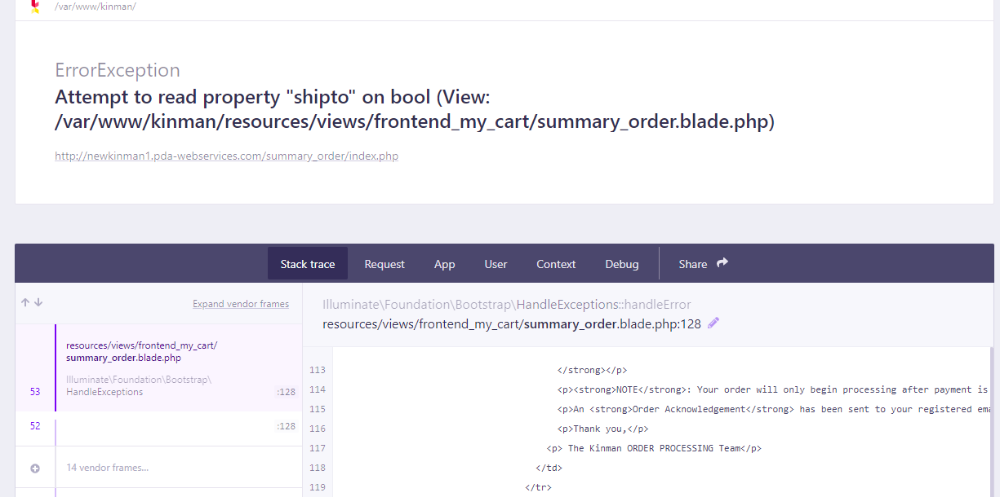 /var/www/kinman/
ErrorException
Attempt to read property "shipto" on bool (View:
/var/www/kinman/resources/views/frontend_my_cart/summary_order.blade.php)
http://newkinman1.pda-webservices.com/summary_order/index.php
Stack trace Request App User Context Debug Share
Expand vendor frames
resources/views/frontend_my_cart/
summary_order.blade.php
Illuminate\Foundation\Bootstrap\
53 HandleExceptions :128
52 :128
14 vendor frames...
Illuminate\Foundation\Bootstrap\HandleExceptions::handleError
resources/views/frontend_my_cart/summary_order.blade.php:128
113 </strong></p>
114 <p><strong>NOTE</strong>: Your order will only begin processing after payment is
115 <p>An <strong>Order Acknowledgement</strong> has been sent to your registered ema
116 <p>Thank you,</p>
117 <p> The Kinman ORDER PROCESSING Team</p>
118 </td>
119 </tr>